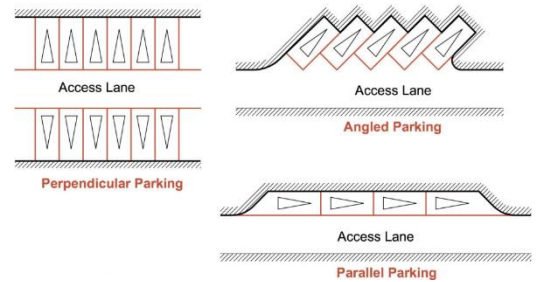 Access Lane
Perpendicular Parking
Access Lane
Angled Parking
Access Lane
Parallel Parking